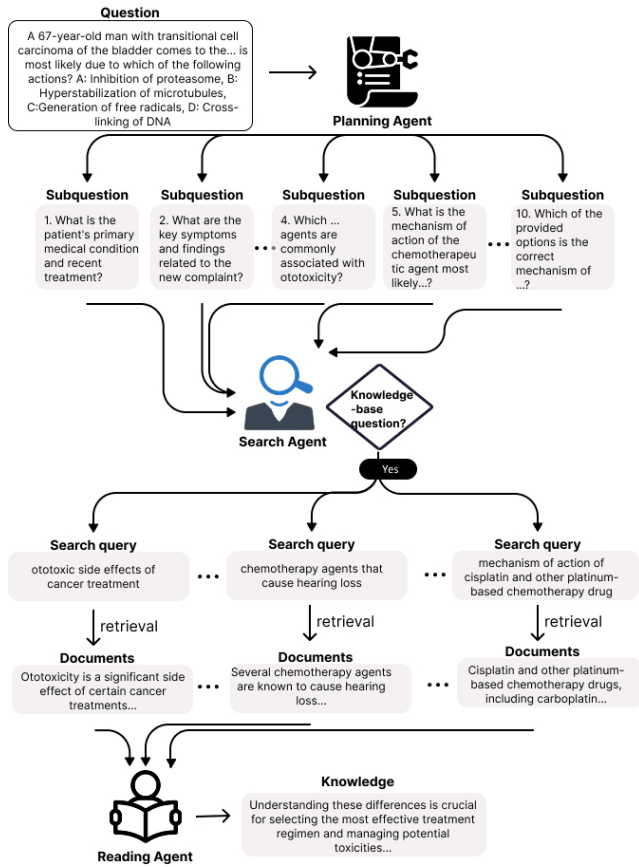 Question
A 67-year-old man with transitional cell
carcinoma of the bladder comes to the... is
most likely due to which of the following
actions? A: Inhibition of proteasome, B:
Hyperstabilization of microtubules,
C:Generation of free radicals, D: Cross-
linking of DNA
Planning Agent
Subquestion
1. What is the
patient's primary
medical condition
and recent
treatment?
Subquestion
2. What are the
key symptoms
and findings
related to the
new complaint?
Subquestion
4. Which ...
agents are
commonly
associated with
ototoxicity?
Subquestion
5. What is the
mechanism of
action of the
chemotherapeu
tic agent most
likely...?
Subquestion
10. Which of the
provided
options is the
correct
mechanism of
...?
Search Agent
Knowledge
-base
question?
Yes
Search query
ototoxic side effects of
cancer treatment
Search query
chemotherapy agents that
cause hearing loss
Search query
mechanism of action of
cisplatin and other platinum-
based chemotherapy drug
retrieval
retrieval
retrieval
Documents
Ototoxicity is a significant side
effect of certain cancer
treatments...
Documents
Several chemotherapy agents
are known to cause hearing
loss...
Documents
Cisplatin and other platinum-
based chemotherapy drugs,
including carboplatin...
Reading Agent
Knowledge
Understanding these differences is crucial
for selecting the most effective treatment
regimen and managing potential
toxicities...